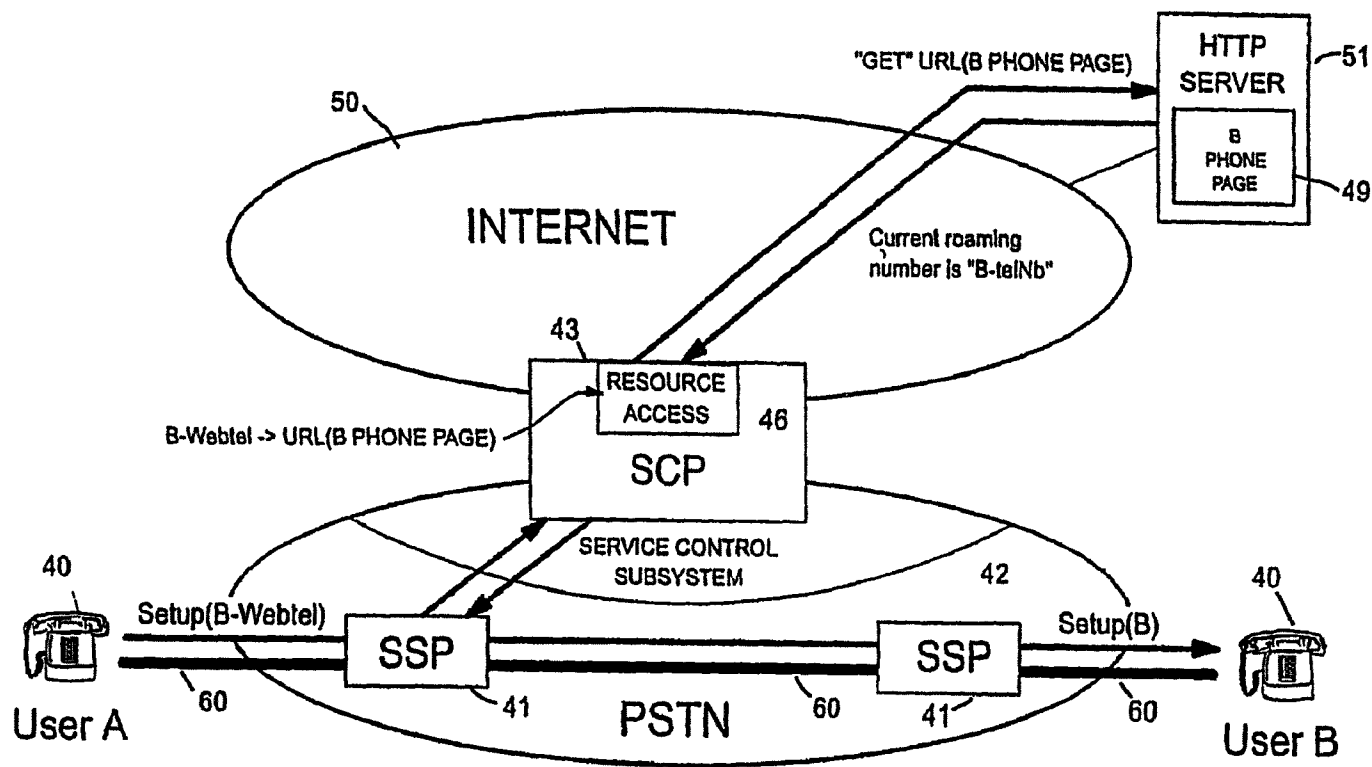 "GET" URL(B PHONE PAGE)
HTTP
SERVER
51
50
B
PHONE
PAGE
49
INTERNET
Current roaming
number is "B-telNb"
43
RESOURCE
ACCESS
46
B-Webtel -> URL(B PHONE PAGE)
SCP
SERVICE CONTROL
SUBSYSTEM
42
40
40
Setup(B-Webtel)
Setup(B)
SSP
SSP
60
41
60
41
60
User A
PSTN
User B